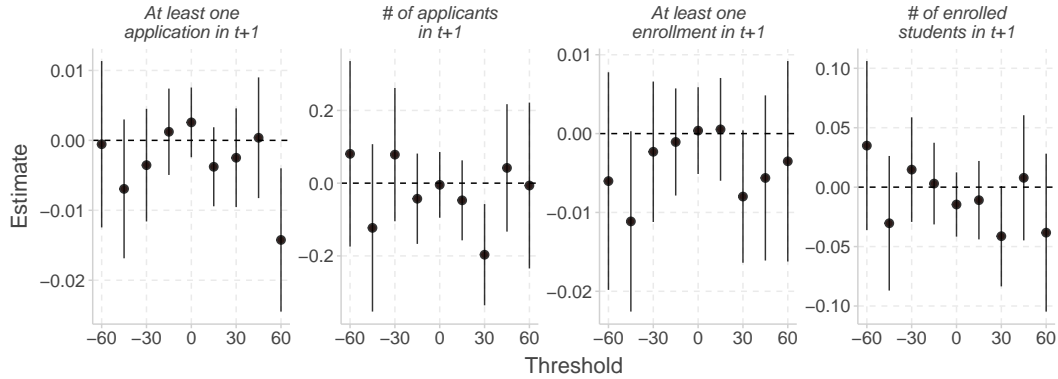 At least one
application in t+1
# of applicants
in t+1
At least one
enrollment in t+1
# of enrolled
students in t+1
Estimate
0.01
0.00
−0.01
−0.02
0.2
0.0
−0.2
0.01
0.00
−0.01
−0.02
0.10
0.05
0.00
−0.05
−0.10
−60 −30 0 30 60
−60 −30 0 30 60
−60 −30 0 30 60
−60 −30 0 30 60
Threshold